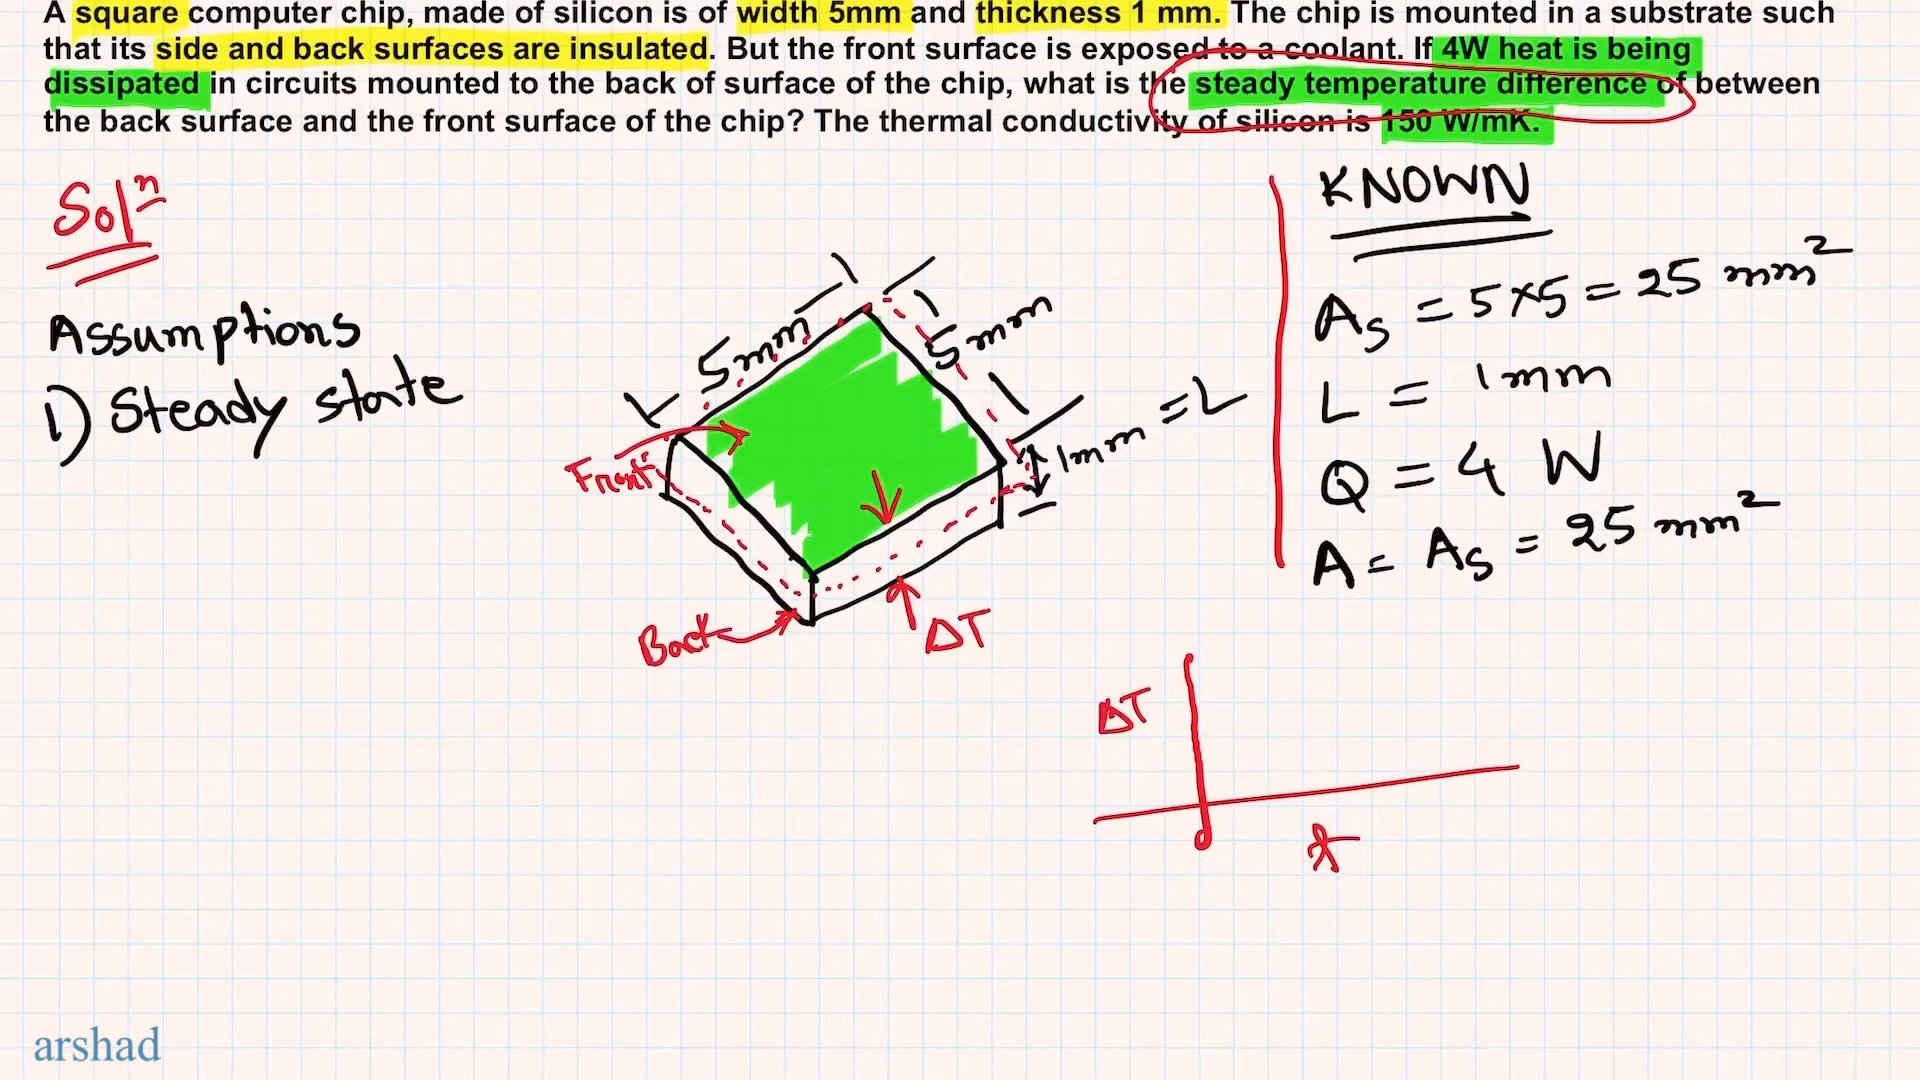 A square computer chip, made of silicon is of width 5mm and thickness 1 mm. The chip is mounted in a substrate such
that its side and back surfaces are insulated. But the front surface is exposed to a coolant. If 4W heat is being
dissipated in circuits mounted to the back of surface of the chip, what is the steady temperature difference of between
the back surface and the front surface of the chip? The thermal conductivity of silicon is 150 W/mK.
Solⁿ
Assumptions
1) Steady state
5mm
5mm
1mm = L
Front
Back
ΔT
KNOWN
As = 5×5 = 25 mm²
L = 1mm
Q = 4 W
A = As = 25 mm²
ΔT
t
arshad